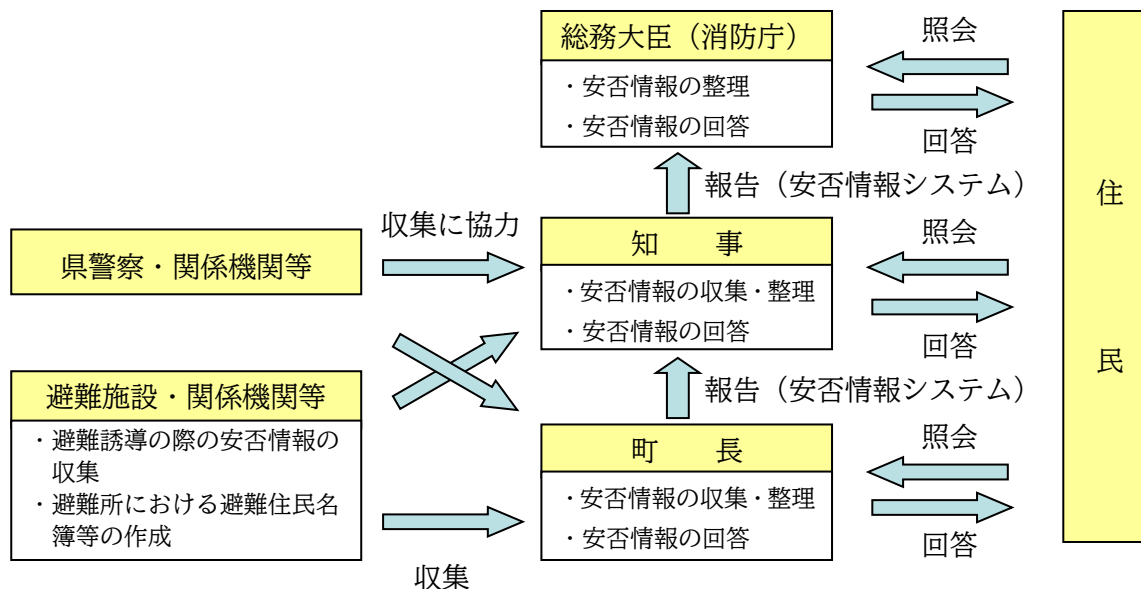 総務大臣（消防庁）
・安否情報の整理
・安否情報の回答
照会
回答
報告（安否情報システム）
県警察・関係機関等
収集に協力
知　　事
・安否情報の収集・整理
・安否情報の回答
照会
回答
報告（安否情報システム）
避難施設・関係機関等
・避難誘導の際の安否情報の
収集
・避難所における避難住民名
簿等の作成
収集
町　　長
・安否情報の収集・整理
・安否情報の回答
照会
回答
住
民